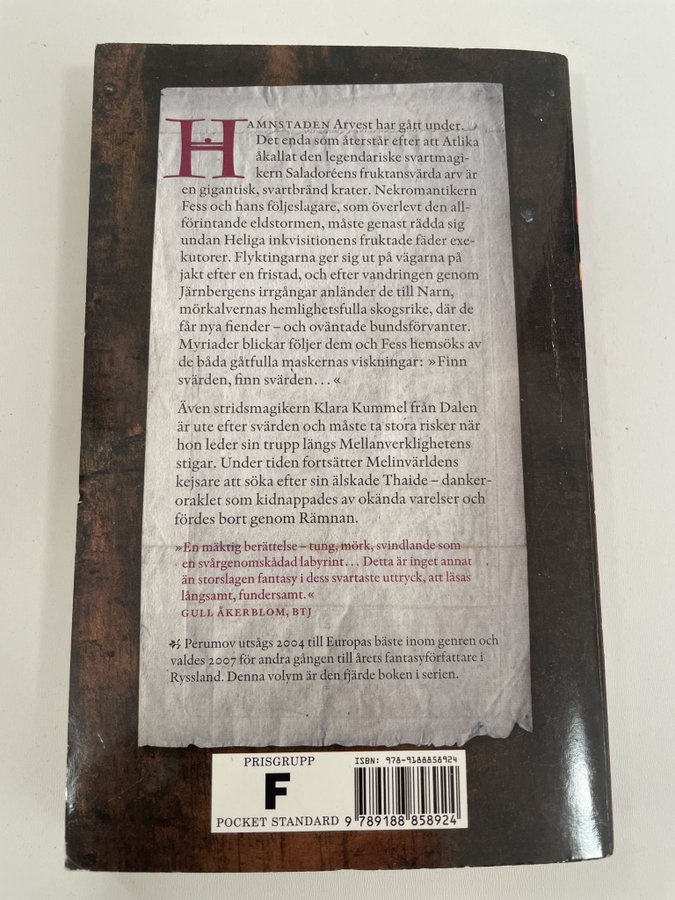 HAMNSTADEN Arvest har gått under.
Det enda som återstår efter att Atlika
åkallat den legendariske svartmagi-
kern Saladoréens fruktansvärda arv är
en gigantisk, svartbränd krater. Nekromantikern
Fess och hans följeslagare, som överlevt den all-
förintande eldstormen, måste genast rädda sig
undan Heliga inkvisitionens fruktade fäder exe-
kutorer. Flyktingarna ger sig ut på vägarna på
jakt efter en fristad, och efter vandringen genom
Järnbergens irrgångar anländer de till Narn,
mörkalvernas hemlighetsfulla skogsrike, där de
får nya fiender – och oväntade bundsförvanter.
Myriader blickar följer dem och Fess hemsöks av
de båda gåtfulla maskernas viskningar: »Finn
svärden, finn svärden…«
Även stridsmagikern Klara Kummel från Dalen
är ute efter svärden och måste ta stora risker när
hon leder sin trupp längs Mellanverklighetens
stigar. Under tiden fortsätter Melinvärldens
kejsare att söka efter sin älskade Thaide – danker-
oraklet som kidnappades av okända varelser och
fördes bort genom Rämnan.
»En mäktig berättelse – tung, mörk, svindlande som
en svårgenomskådad labyrint… Detta är inget annat
än storslagen fantasy i dess svartaste uttryck, att läsas
långsamt, fundersamt.«
GULL ÅKERBLOM, BTJ
Perumov utsågs 2004 till Europas bäste inom genren och
valdes 2007 för andra gången till årets fantasyförfattare i
Ryssland. Denna volym är den fjärde boken i serien.
PRISGRUPP
F
POCKET STANDARD
ISBN: 978-9188858924
9 789188 858924